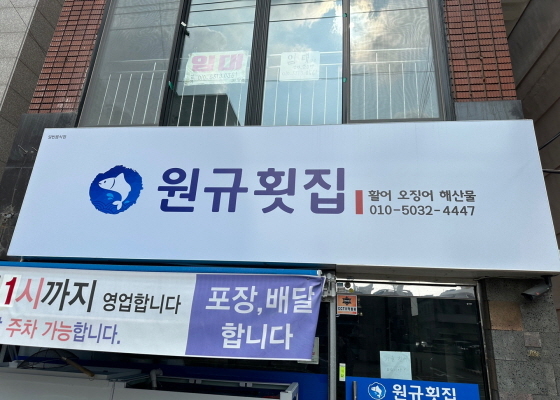 임대
원규횟집
활어 오징어 해산물
010-5032-4447
1시까지 영업합니다
주차 가능합니다.
포장,배달
합니다
원규횟집